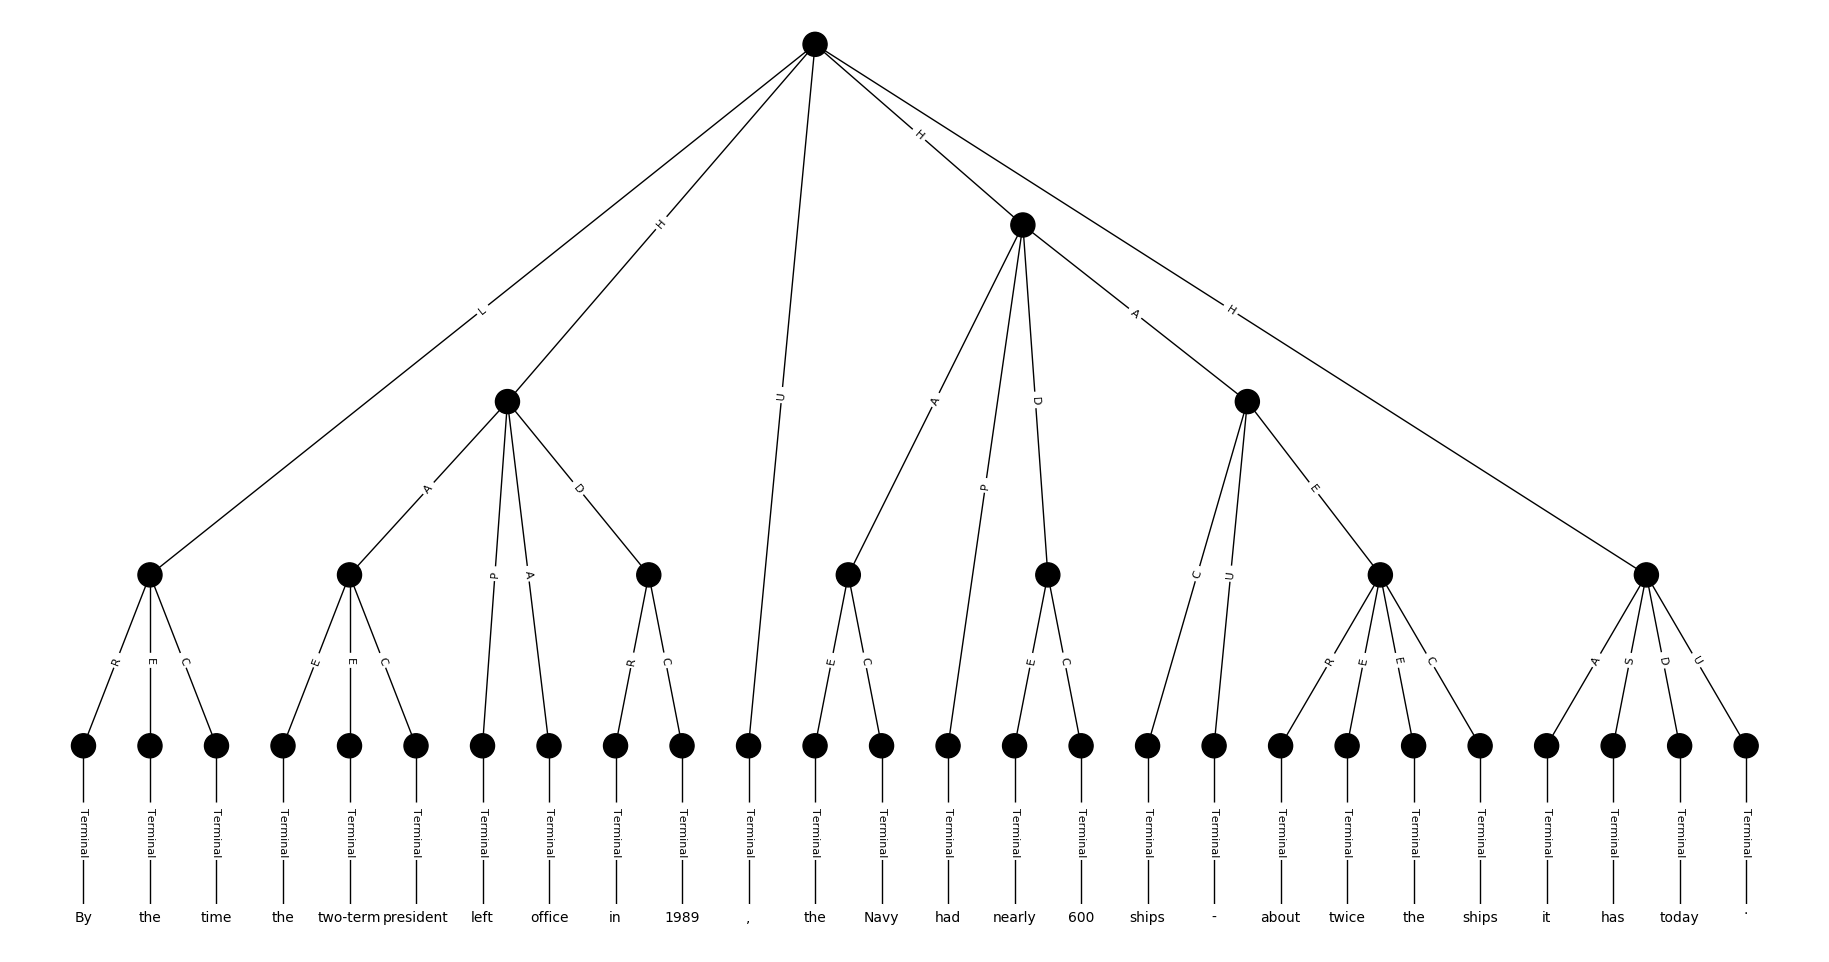 H
H
L
A
H
U
A
D
A
D
P
E
P
A
C
U
R
E
C
E
E
C
R
C
E
C
E
C
R
E
E
C
A
S
D
U
Terminal Terminal Terminal Terminal Terminal Terminal Terminal Terminal Terminal Terminal Terminal Terminal Terminal Terminal Terminal Terminal Terminal Terminal Terminal Terminal Terminal Terminal Terminal Terminal Terminal Terminal
By the time the two-term president left office in 1989 , the Navy had nearly 600 ships - about twice the ships it has today .